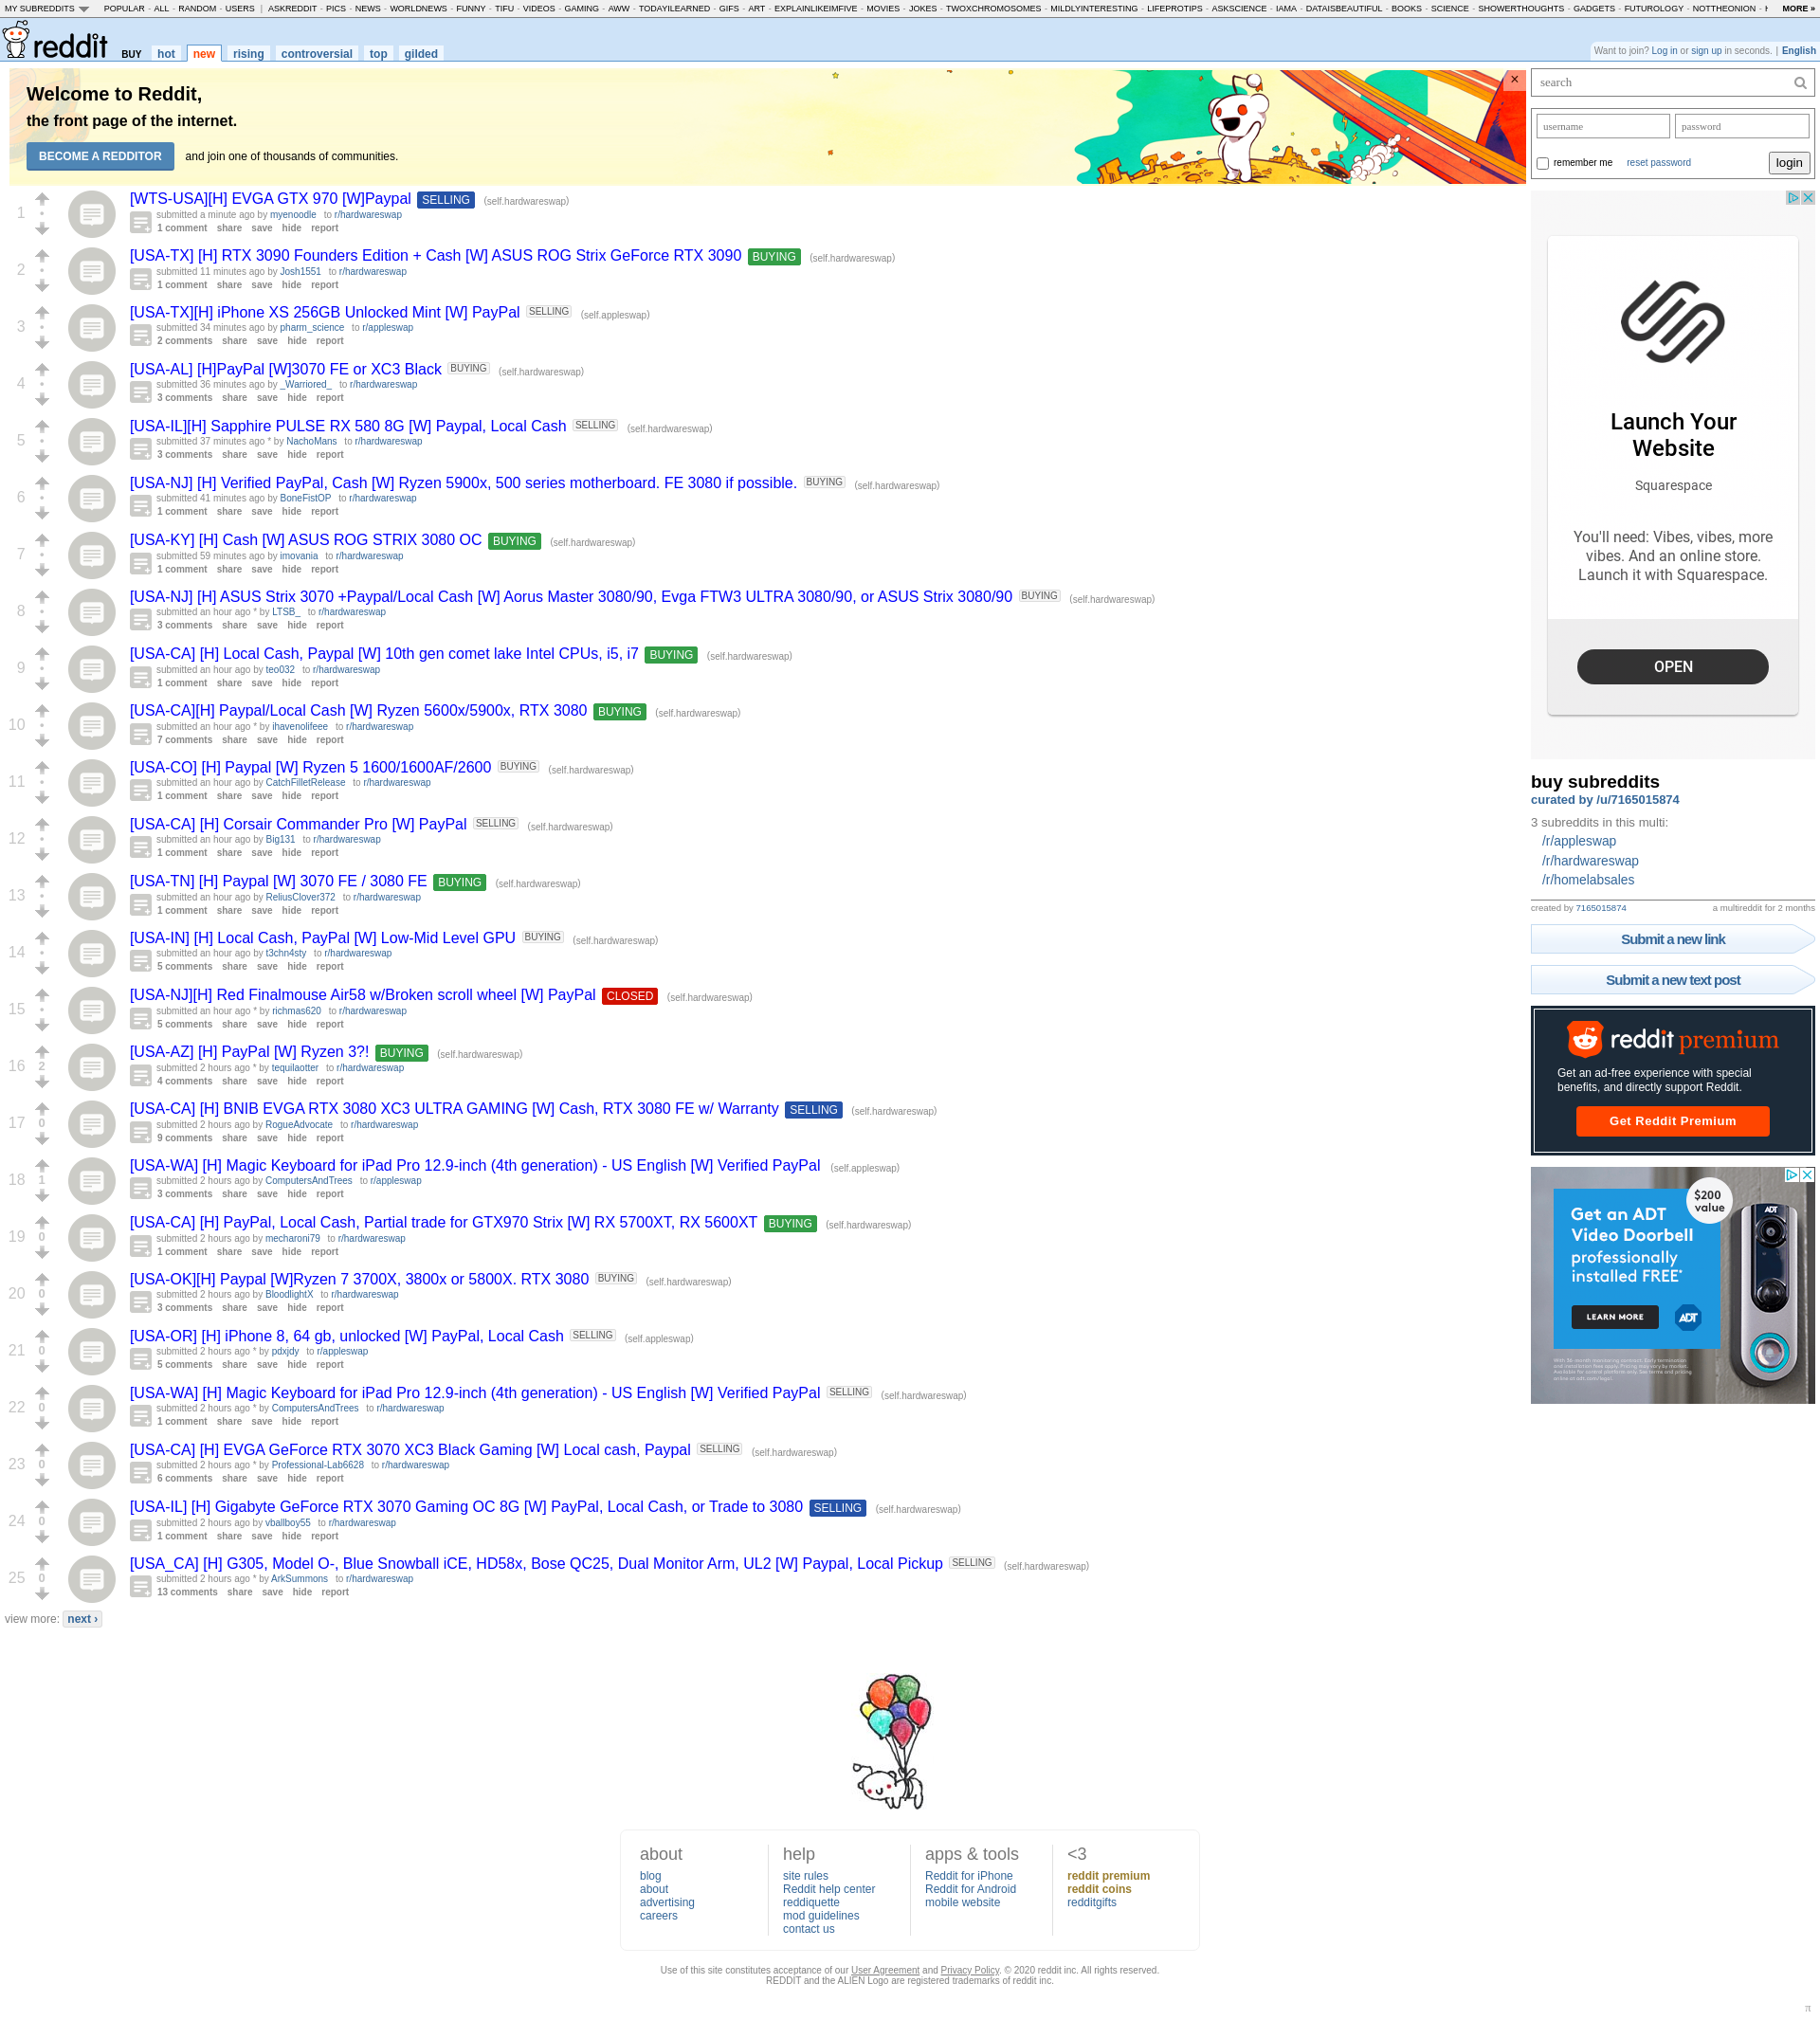 MY SUBREDDITS POPULAR - ALL - RANDOM - USERS | ASKREDDIT - PICS - NEWS - WORLDNEWS - FUNNY - TIFU - VIDEOS - GAMING - AWW - TODAYILEARNED - GIFS - ART - EXPLAINLIKEIMFIVE - MOVIES - JOKES - TWOXCHROMOSOMES - MILDLYINTERESTING - LIFEPROTIPS - ASKSCIENCE - IAMA - DATAISBEAUTIFUL - BOOKS - SCIENCE - SHOWERTHOUGHTS - GADGETS - FUTUROLOGY - NOTTHEONION - MORE »
reddit BUY hot new rising controversial top gilded
Want to join? Log in or sign up in seconds. | English
Welcome to Reddit,
the front page of the internet.
BECOME A REDDITOR and join one of thousands of communities.
×
1 [WTS-USA][H] EVGA GTX 970 [W]Paypal SELLING (self.hardwareswap)
submitted a minute ago by myenoodle to r/hardwareswap
1 comment share save hide report
2 [USA-TX] [H] RTX 3090 Founders Edition + Cash [W] ASUS ROG Strix GeForce RTX 3090 BUYING (self.hardwareswap)
submitted 11 minutes ago by Josh1551 to r/hardwareswap
1 comment share save hide report
3 [USA-TX][H] iPhone XS 256GB Unlocked Mint [W] PayPal SELLING (self.appleswap)
submitted 34 minutes ago by pharm_science to r/appleswap
2 comments share save hide report
4 [USA-AL] [H]PayPal [W]3070 FE or XC3 Black BUYING (self.hardwareswap)
submitted 36 minutes ago by _Warriored_ to r/hardwareswap
3 comments share save hide report
5 [USA-IL][H] Sapphire PULSE RX 580 8G [W] Paypal, Local Cash SELLING (self.hardwareswap)
submitted 37 minutes ago * by NachoMans to r/hardwareswap
3 comments share save hide report
6 [USA-NJ] [H] Verified PayPal, Cash [W] Ryzen 5900x, 500 series motherboard. FE 3080 if possible. BUYING (self.hardwareswap)
submitted 41 minutes ago by BoneFistOP to r/hardwareswap
1 comment share save hide report
7 [USA-KY] [H] Cash [W] ASUS ROG STRIX 3080 OC BUYING (self.hardwareswap)
submitted 59 minutes ago by imovania to r/hardwareswap
1 comment share save hide report
8 [USA-NJ] [H] ASUS Strix 3070 +Paypal/Local Cash [W] Aorus Master 3080/90, Evga FTW3 ULTRA 3080/90, or ASUS Strix 3080/90 BUYING (self.hardwareswap)
submitted an hour ago * by LTSB_ to r/hardwareswap
3 comments share save hide report
9 [USA-CA] [H] Local Cash, Paypal [W] 10th gen comet lake Intel CPUs, i5, i7 BUYING (self.hardwareswap)
submitted an hour ago by teo032 to r/hardwareswap
1 comment share save hide report
10 [USA-CA][H] Paypal/Local Cash [W] Ryzen 5600x/5900x, RTX 3080 BUYING (self.hardwareswap)
submitted an hour ago * by ihavenolifeee to r/hardwareswap
7 comments share save hide report
11 [USA-CO] [H] Paypal [W] Ryzen 5 1600/1600AF/2600 BUYING (self.hardwareswap)
submitted an hour ago by CatchFilletRelease to r/hardwareswap
1 comment share save hide report
12 [USA-CA] [H] Corsair Commander Pro [W] PayPal SELLING (self.hardwareswap)
submitted an hour ago by Big131 to r/hardwareswap
1 comment share save hide report
13 [USA-TN] [H] Paypal [W] 3070 FE / 3080 FE BUYING (self.hardwareswap)
submitted an hour ago by ReliusClover372 to r/hardwareswap
1 comment share save hide report
14 [USA-IN] [H] Local Cash, PayPal [W] Low-Mid Level GPU BUYING (self.hardwareswap)
submitted an hour ago by t3chn4sty to r/hardwareswap
5 comments share save hide report
15 [USA-NJ][H] Red Finalmouse Air58 w/Broken scroll wheel [W] PayPal CLOSED (self.hardwareswap)
submitted an hour ago * by richmas620 to r/hardwareswap
5 comments share save hide report
16 2 [USA-AZ] [H] PayPal [W] Ryzen 3?! BUYING (self.hardwareswap)
submitted 2 hours ago * by tequilaotter to r/hardwareswap
4 comments share save hide report
17 0 [USA-CA] [H] BNIB EVGA RTX 3080 XC3 ULTRA GAMING [W] Cash, RTX 3080 FE w/ Warranty SELLING (self.hardwareswap)
submitted 2 hours ago by RogueAdvocate to r/hardwareswap
9 comments share save hide report
18 1 [USA-WA] [H] Magic Keyboard for iPad Pro 12.9-inch (4th generation) - US English [W] Verified PayPal (self.appleswap)
submitted 2 hours ago by ComputersAndTrees to r/appleswap
3 comments share save hide report
19 0 [USA-CA] [H] PayPal, Local Cash, Partial trade for GTX970 Strix [W] RX 5700XT, RX 5600XT BUYING (self.hardwareswap)
submitted 2 hours ago by mecharoni79 to r/hardwareswap
1 comment share save hide report
20 0 [USA-OK][H] Paypal [W]Ryzen 7 3700X, 3800x or 5800X. RTX 3080 BUYING (self.hardwareswap)
submitted 2 hours ago by BloodlightX to r/hardwareswap
3 comments share save hide report
21 0 [USA-OR] [H] iPhone 8, 64 gb, unlocked [W] PayPal, Local Cash SELLING (self.appleswap)
submitted 2 hours ago * by pdxjdy to r/appleswap
5 comments share save hide report
22 0 [USA-WA] [H] Magic Keyboard for iPad Pro 12.9-inch (4th generation) - US English [W] Verified PayPal SELLING (self.hardwareswap)
submitted 2 hours ago * by ComputersAndTrees to r/hardwareswap
1 comment share save hide report
23 0 [USA-CA] [H] EVGA GeForce RTX 3070 XC3 Black Gaming [W] Local cash, Paypal SELLING (self.hardwareswap)
submitted 2 hours ago * by Professional-Lab6628 to r/hardwareswap
6 comments share save hide report
24 0 [USA-IL] [H] Gigabyte GeForce RTX 3070 Gaming OC 8G [W] PayPal, Local Cash, or Trade to 3080 SELLING (self.hardwareswap)
submitted 2 hours ago by vballboy55 to r/hardwareswap
1 comment share save hide report
25 0 [USA_CA] [H] G305, Model O-, Blue Snowball iCE, HD58x, Bose QC25, Dual Monitor Arm, UL2 [W] Paypal, Local Pickup SELLING (self.hardwareswap)
submitted 2 hours ago * by ArkSummons to r/hardwareswap
13 comments share save hide report
view more: next ›
search
username password
remember me reset password login
Launch Your
Website
Squarespace
You'll need: Vibes, vibes, more
vibes. And an online store.
Launch it with Squarespace.
OPEN
buy subreddits
curated by /u/7165015874
3 subreddits in this multi:
/r/appleswap
/r/hardwareswap
/r/homelabsales
created by 7165015874 a multireddit for 2 months
Submit a new link
Submit a new text post
reddit premium
Get an ad-free experience with special
benefits, and directly support Reddit.
Get Reddit Premium
$200
value
Get an ADT
Video Doorbell
professionally
installed FREE*
LEARN MORE ADT
ADT
about
blog
about
advertising
careers
help
site rules
Reddit help center
reddiquette
mod guidelines
contact us
apps & tools
Reddit for iPhone
Reddit for Android
mobile website
<3
reddit premium
reddit coins
redditgifts
Use of this site constitutes acceptance of our User Agreement and Privacy Policy. © 2020 reddit inc. All rights reserved.
REDDIT and the ALIEN Logo are registered trademarks of reddit inc.
π